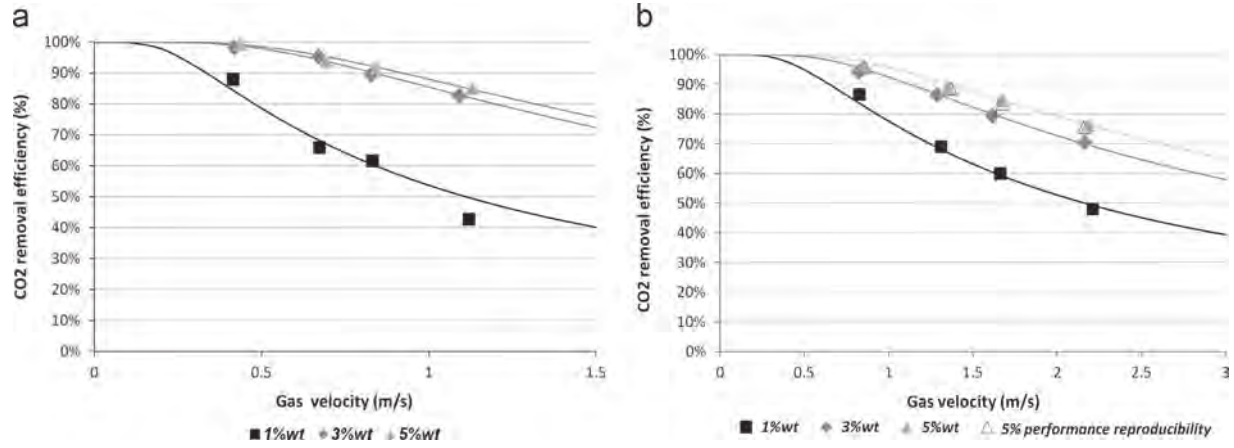 a
100%
90%
80%
70%
60%
50%
40%
30%
20%
10%
0%
CO2 removal efficiency (%)
0 0.5 1 1.5
Gas velocity (m/s)
1%wt 3%wt 5%wt
b
100%
90%
80%
70%
60%
50%
40%
30%
20%
10%
0%
CO2 removal efficiency (%)
0 0.5 1 1.5 2 2.5 3
Gas velocity (m/s)
1%wt 3%wt 5%wt 5% performance reproducibility